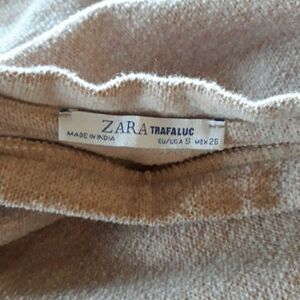 ZARA TRAFALUC
MADE IN INDIA EU/USA S MEX 26